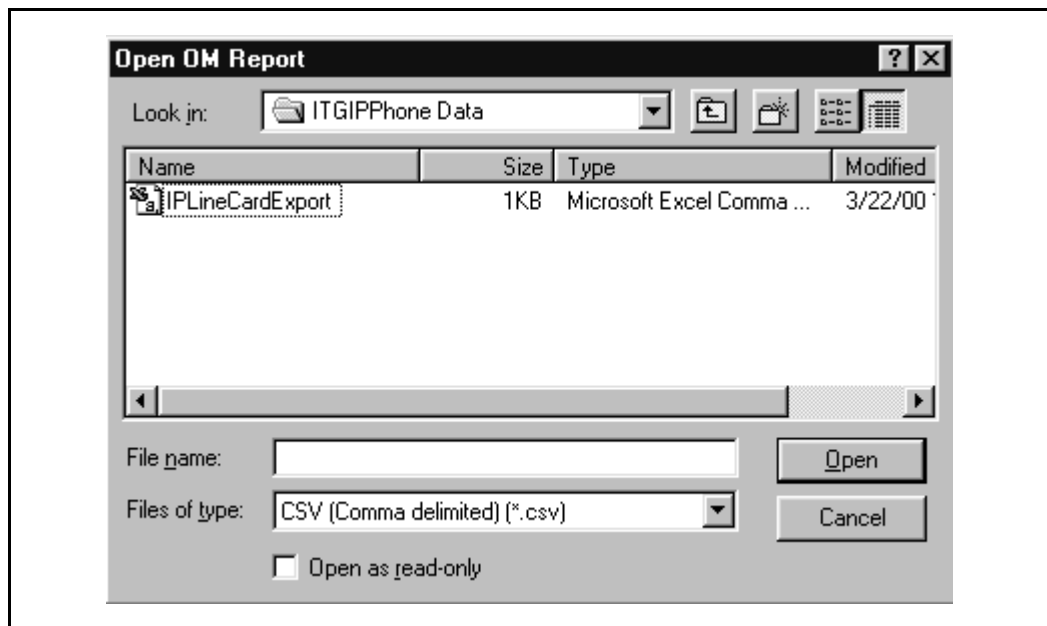 Open OM Report
Look in: ITGIPPhone Data
Name Size Type Modified
IPLineCardExport 1KB Microsoft Excel Comma ... 3/22/00
File name: Open
Files of type: CSV (Comma delimited) (*.csv) Cancel
Open as read-only